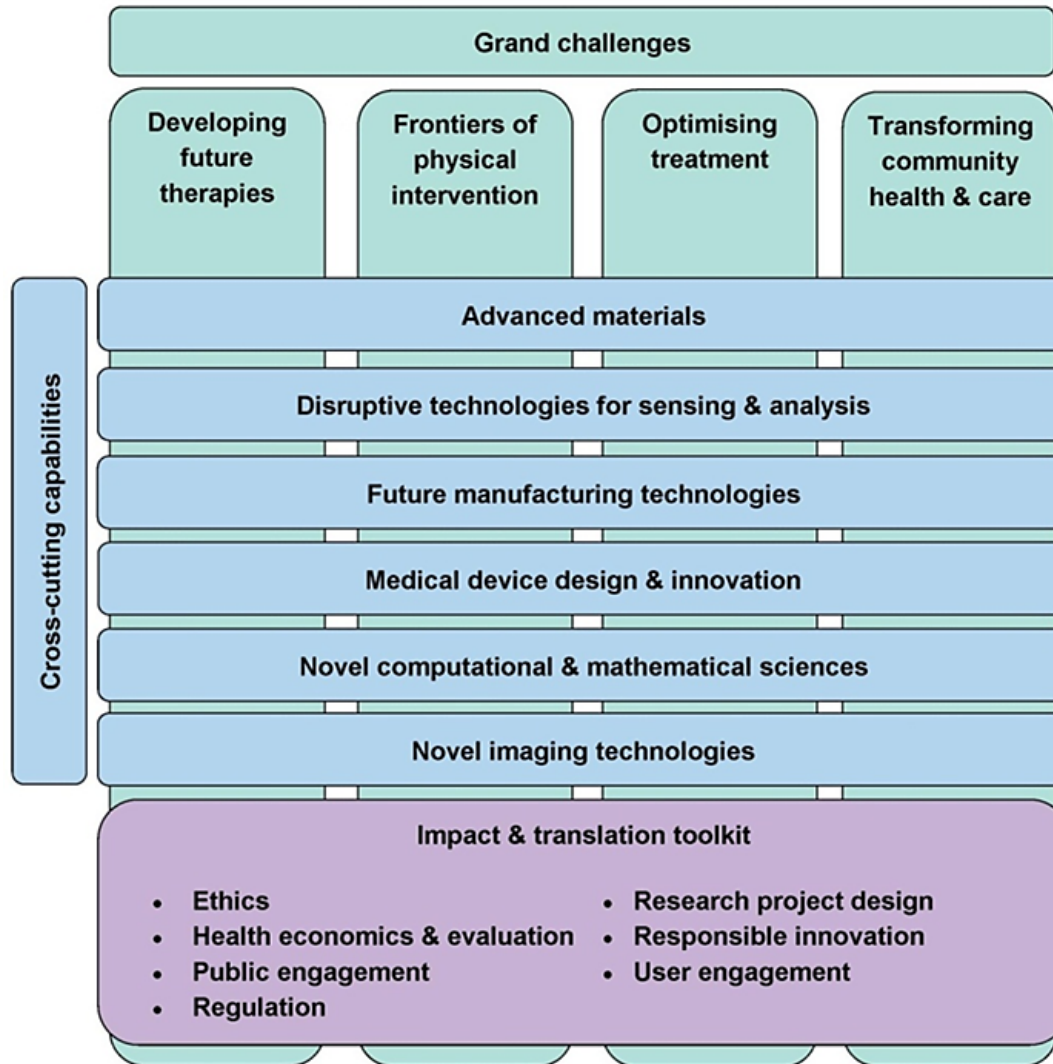 Grand challenges
Developing
future
therapies
Frontiers of
physical
intervention
Optimising
treatment
Transforming
community
health & care
Cross-cutting capabilities
Advanced materials
Disruptive technologies for sensing & analysis
Future manufacturing technologies
Medical device design & innovation
Novel computational & mathematical sciences
Novel imaging technologies
Impact & translation toolkit
• Ethics
• Health economics & evaluation
• Public engagement
• Regulation
• Research project design
• Responsible innovation
• User engagement